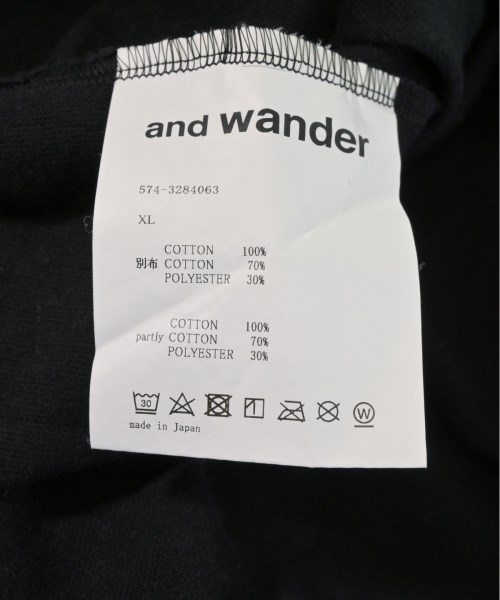 and wander
574-3284063
XL
COTTON 100%
別布 COTTON 70%
POLYESTER 30%
COTTON 100%
partly COTTON 70%
POLYESTER 30%
30 W
made in Japan